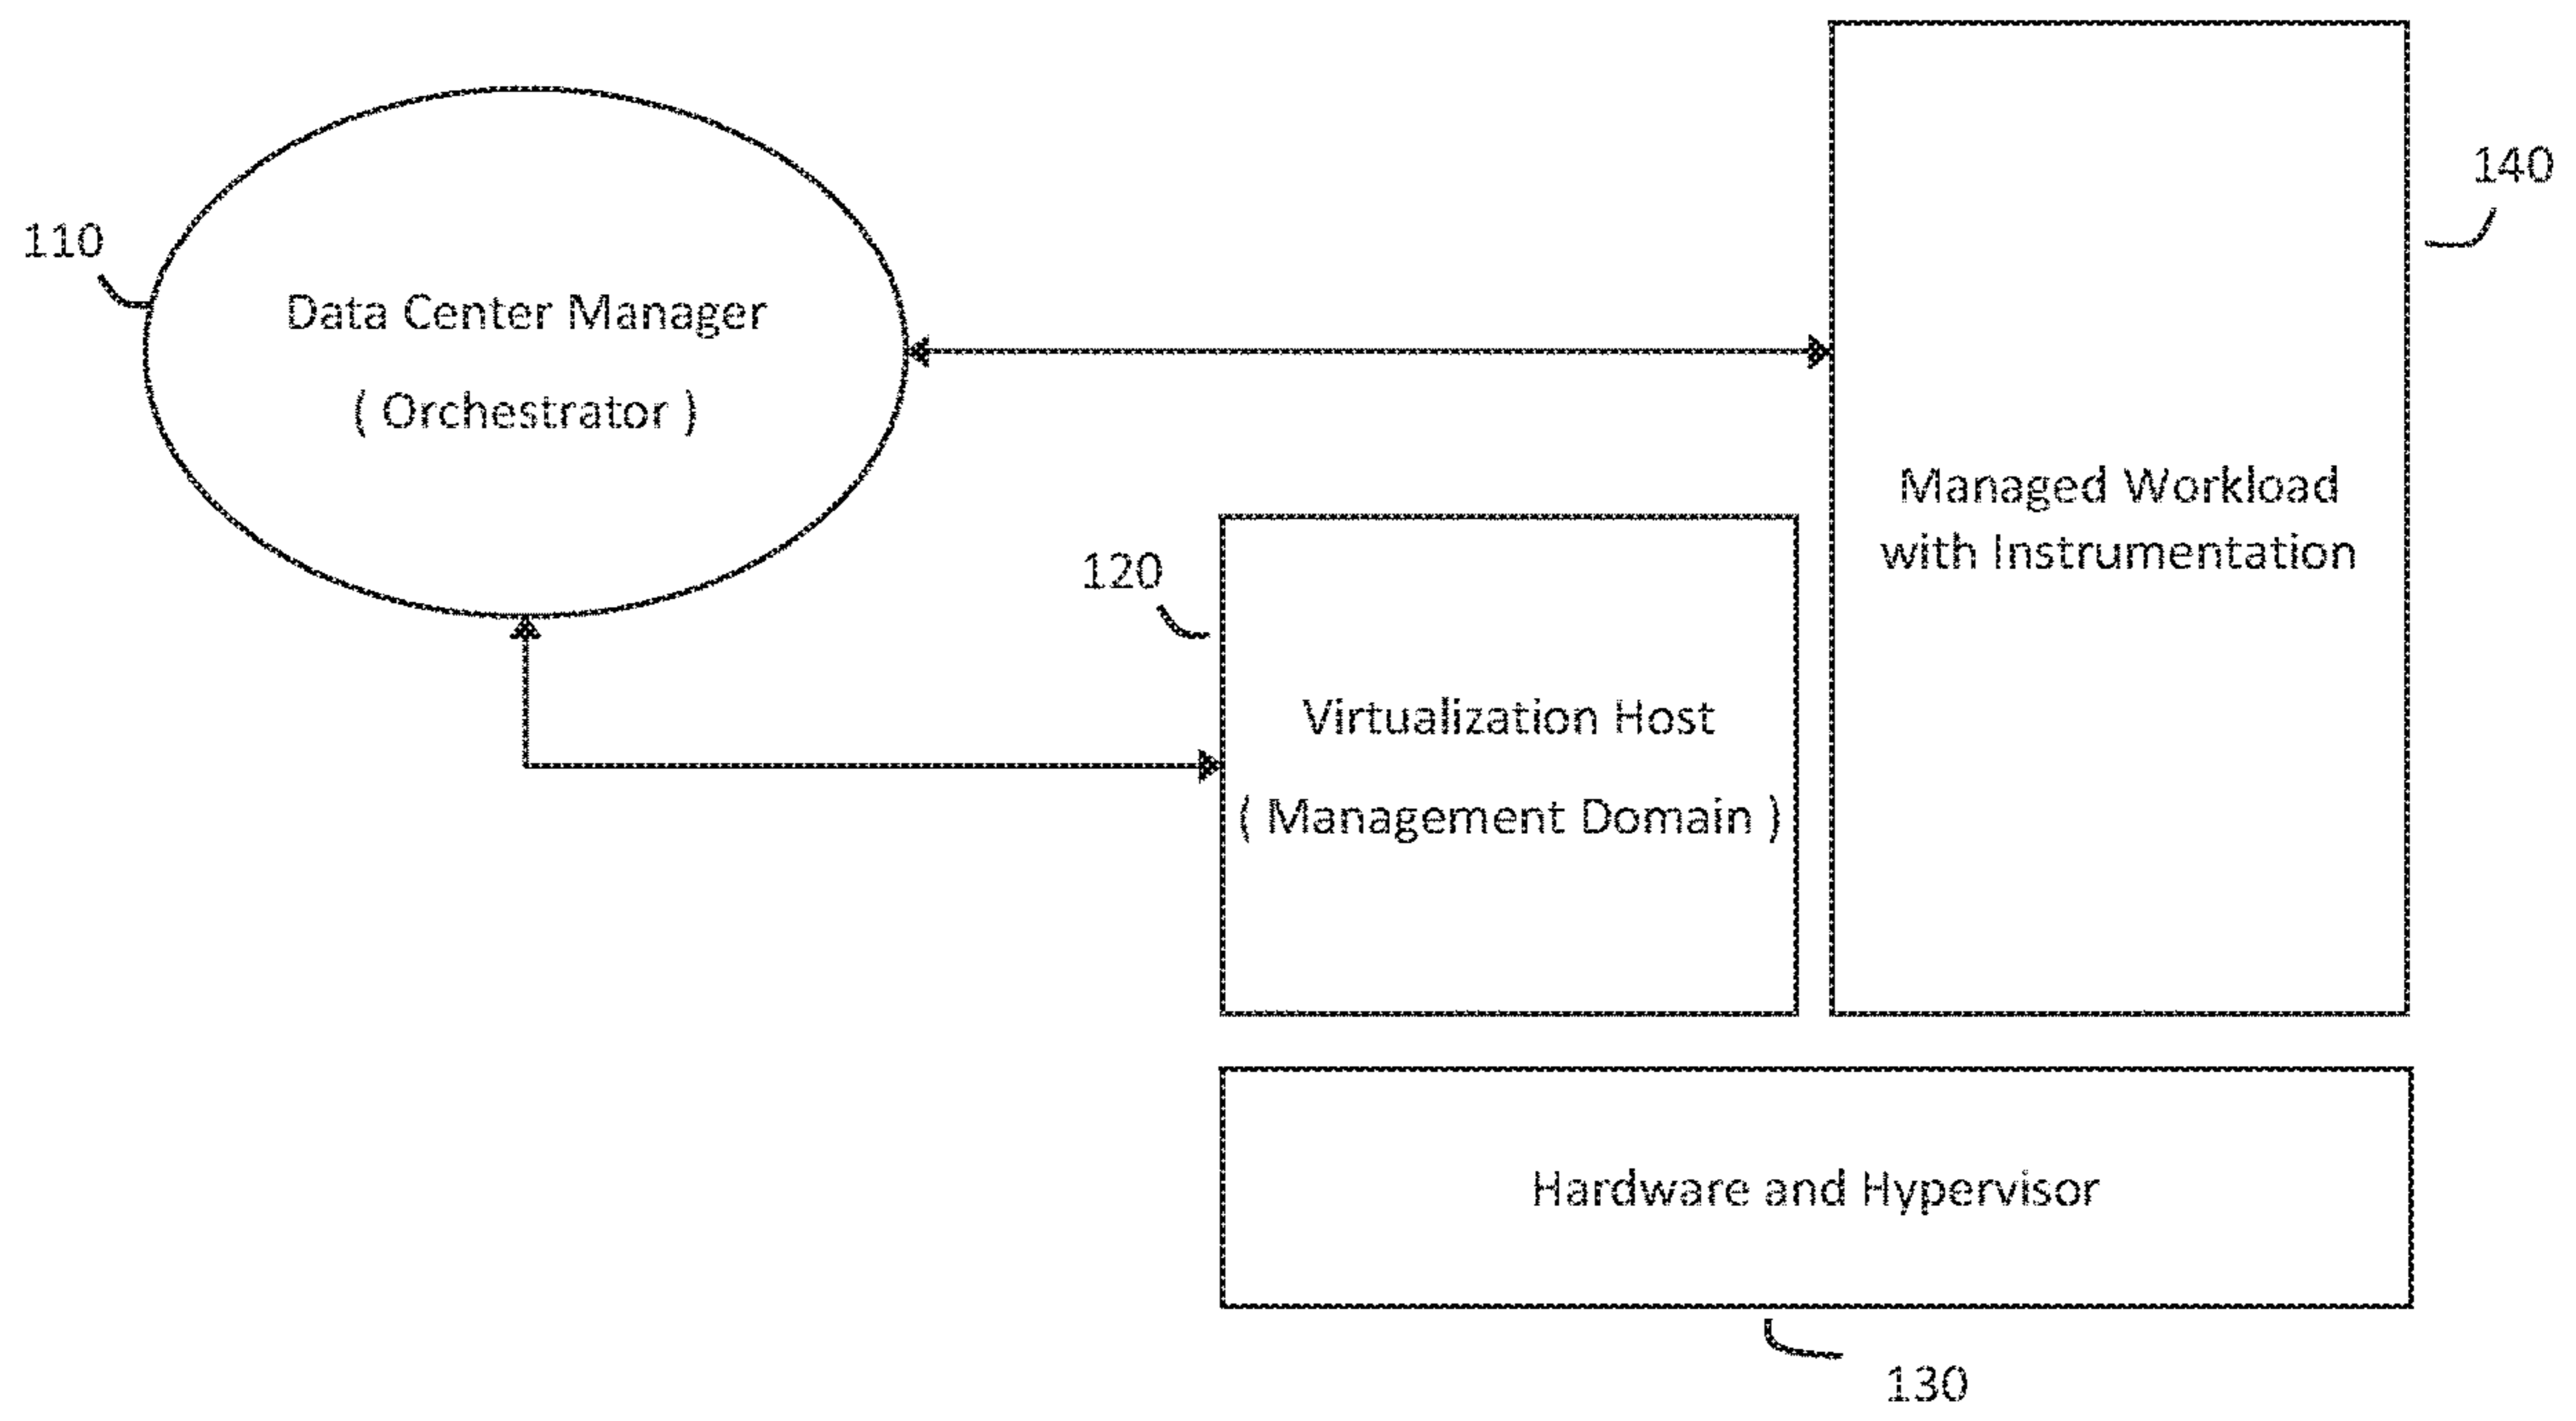 110
Data Center Manager
( Orchestrator )
140
Managed Workload
with Instrumentation
120
Virtualization Host
( Management Domain )
Hardware and Hypervisor
130